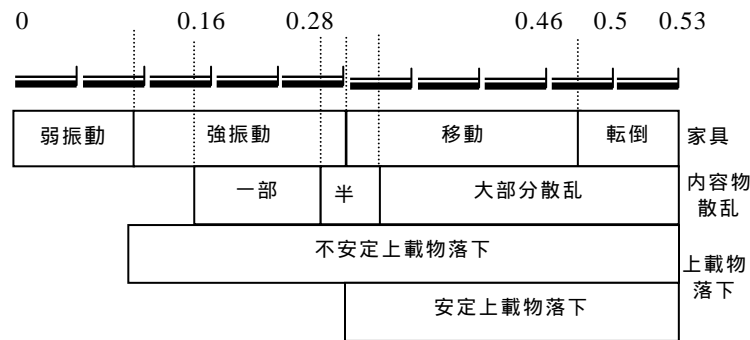 0 0.16 0.28 0.46 0.5 0.53
弱振動 強振動 移動 転倒 家具
一部 半 大部分散乱 内容物
散乱
不安定上載物落下
上載物
落下
安定上載物落下